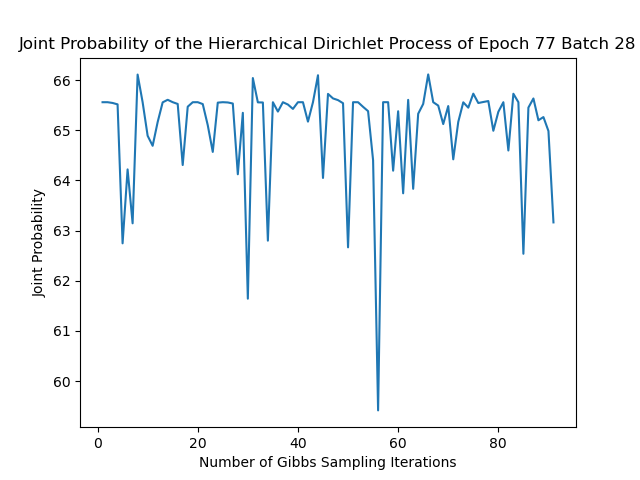 Joint Probability of the Hierarchical Dirichlet Process of Epoch 77 Batch 28
66
65
64
63
62
61
60
Joint Probability
0 20 40 60 80
Number of Gibbs Sampling Iterations